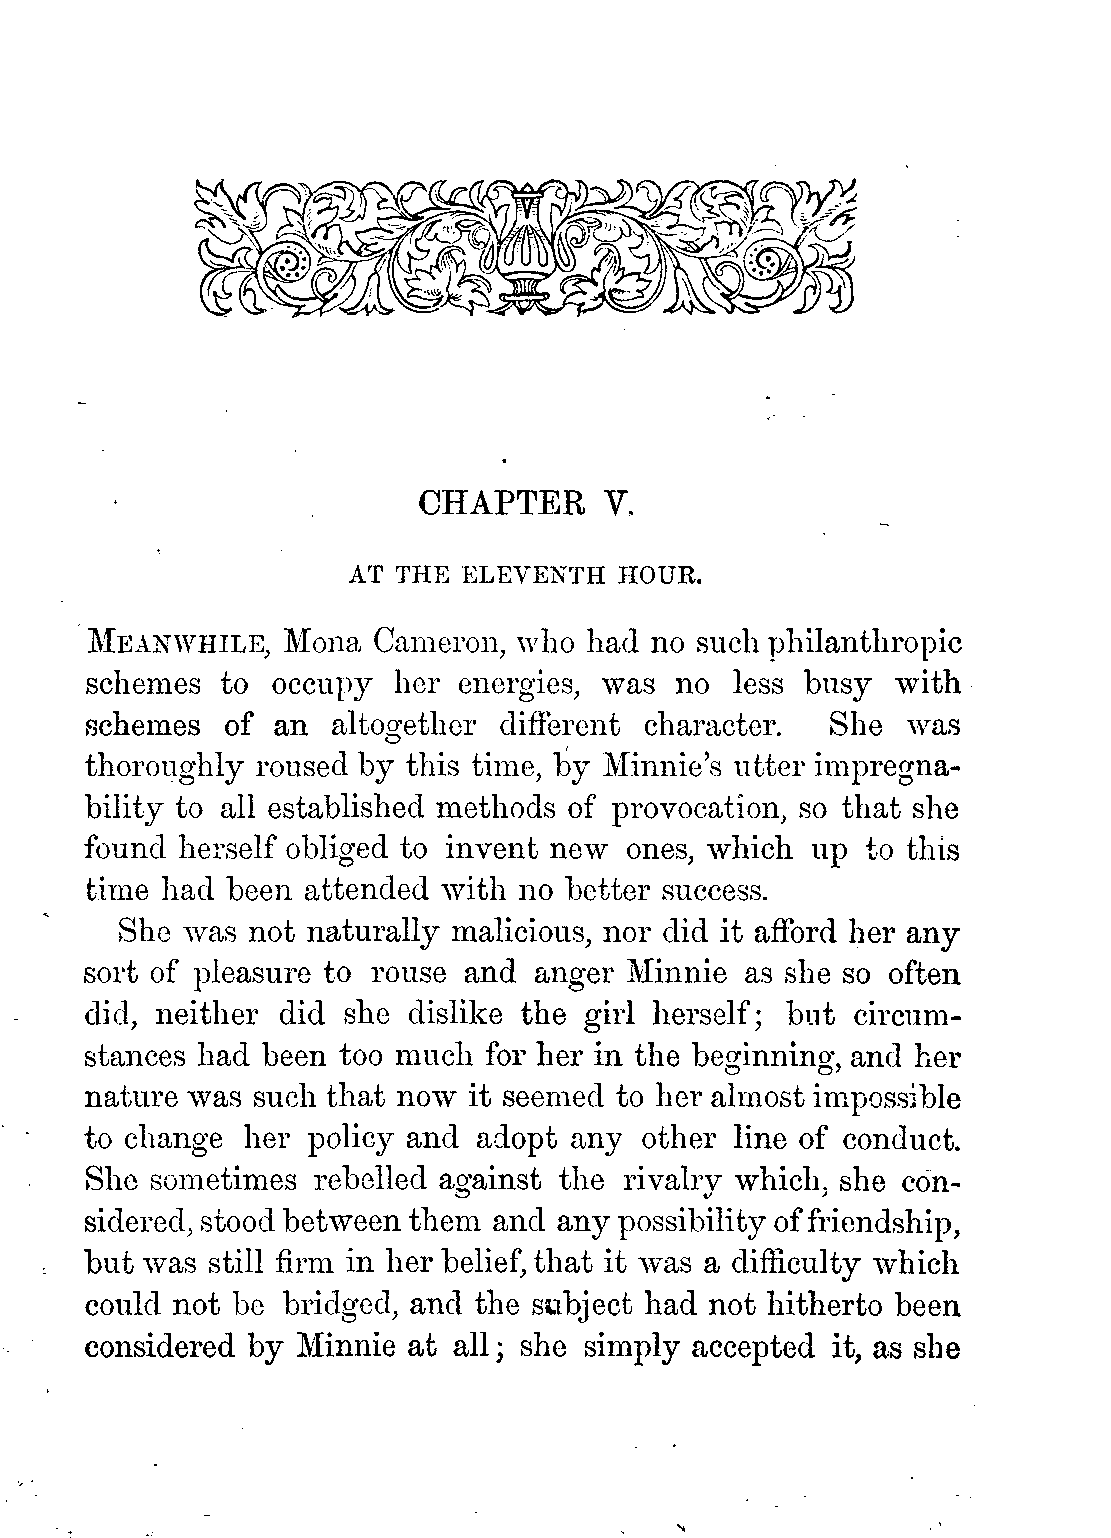 CHAPTER V.
AT THE ELEVENTH HOUR.
MEANWHILE, Mona Cameron, who had no such philanthropic
schemes to occupy her energies, was no less busy with
schemes of an altogether different character. She was
thoroughly roused by this time, by Minnie's utter impregna-
bility to all established methods of provocation, so that she
found herself obliged to invent new ones, which up to this
time had been attended with no better success.
She was not naturally malicious, nor did it afford her any
sort of pleasure to rouse and anger Minnie as she so often
did, neither did she dislike the girl herself; but circum-
stances had been too much for her in the beginning, and her
nature was such that now it seemed to her almost impossible
to change her policy and adopt any other line of conduct.
She sometimes rebelled against the rivalry which, she con-
sidered, stood between them and any possibility of friendship,
but was still firm in her belief, that it was a difficulty which
could not be bridged, and the subject had not hitherto been
considered by Minnie at all; she simply accepted it, as she